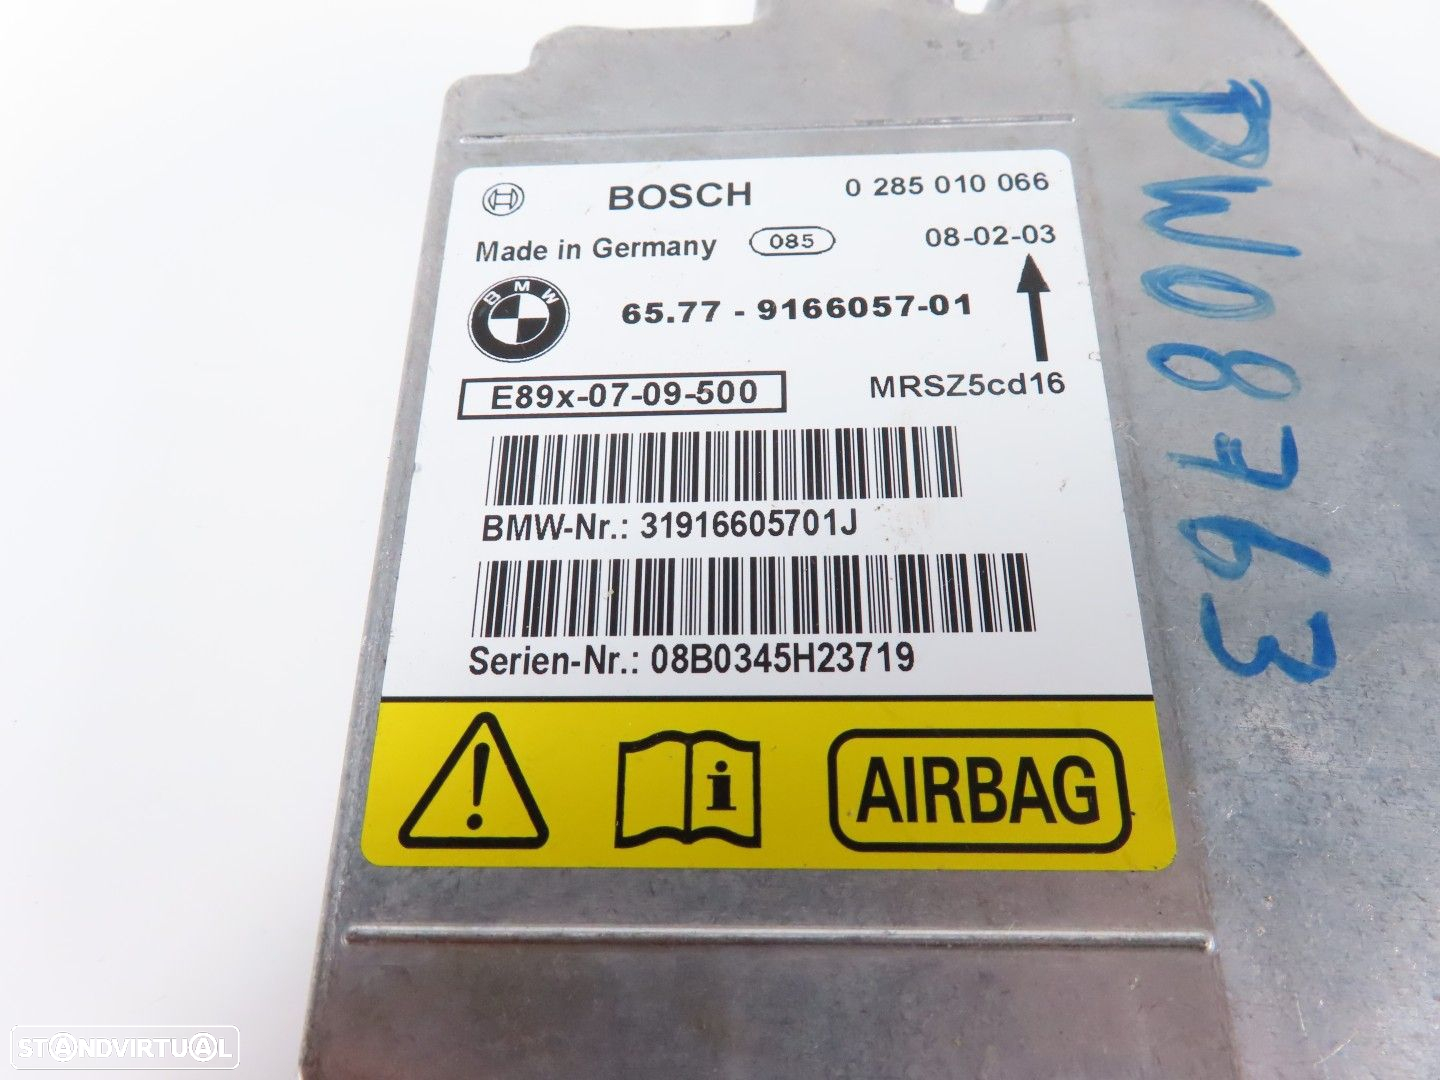 BOSCH 0 285 010 066
Made in Germany 085 08-02-03
BMW 65.77 - 9166057-01
E89x-07-09-500 MRSZ5cd16
BMW-Nr.: 31916605701J
Serien-Nr.: 08B0345H23719
AIRBAG
PW08763
STANDVIRTUAL